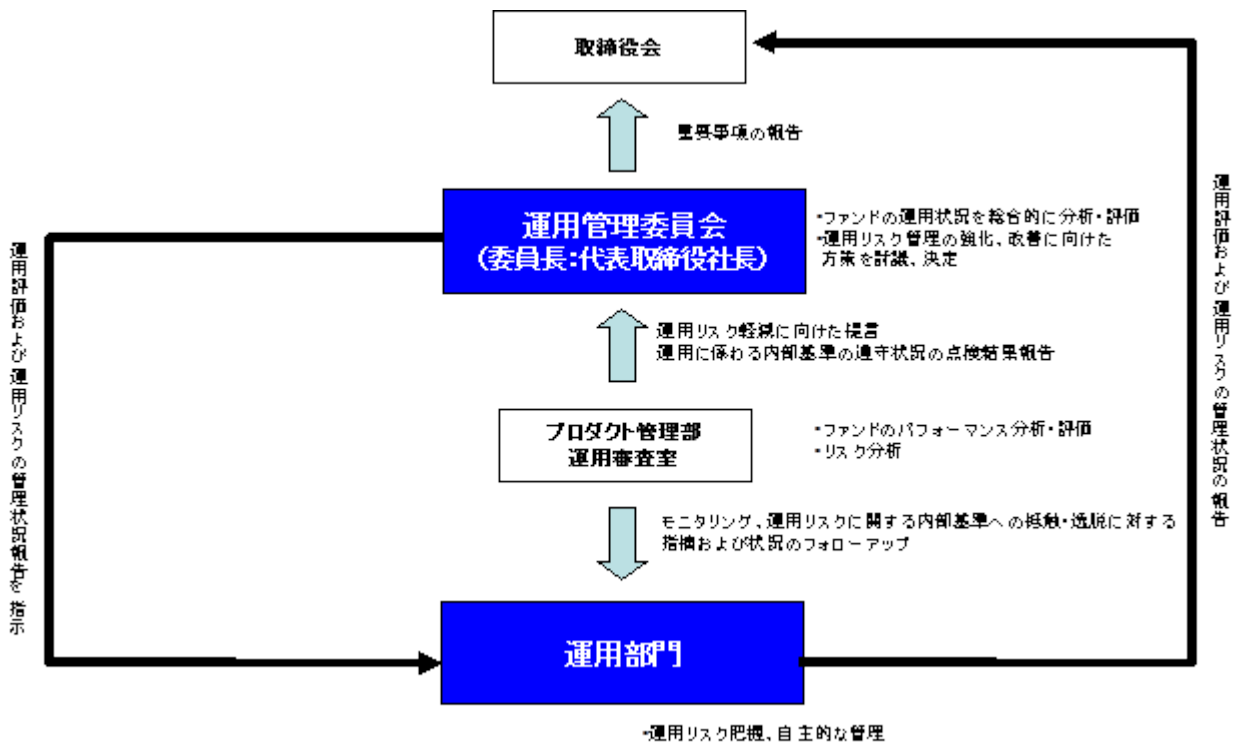 取締役会
重要事項の報告
運用管理委員会
(委員長:代表取締役社長)
・ファンドの運用状況を総合的に分析・評価
・運用リスク管理の強化、改善に向けた
方策を討議、決定
運用リスク軽減に向けた提言
運用に係わる内部基準の遵守状況の点検結果報告
プロダクト管理部
運用審査室
・ファンドのパフォーマンス分析・評価
・リスク分析
モニタリング、運用リスクに関する内部基準への抵触・逸脱に対する
指摘および状況のフォローアップ
運用部門
・運用リスク把握、自主的な管理
運用評価および運用リスクの管理状況報告を指示
運用評価および運用リスクの管理状況の報告